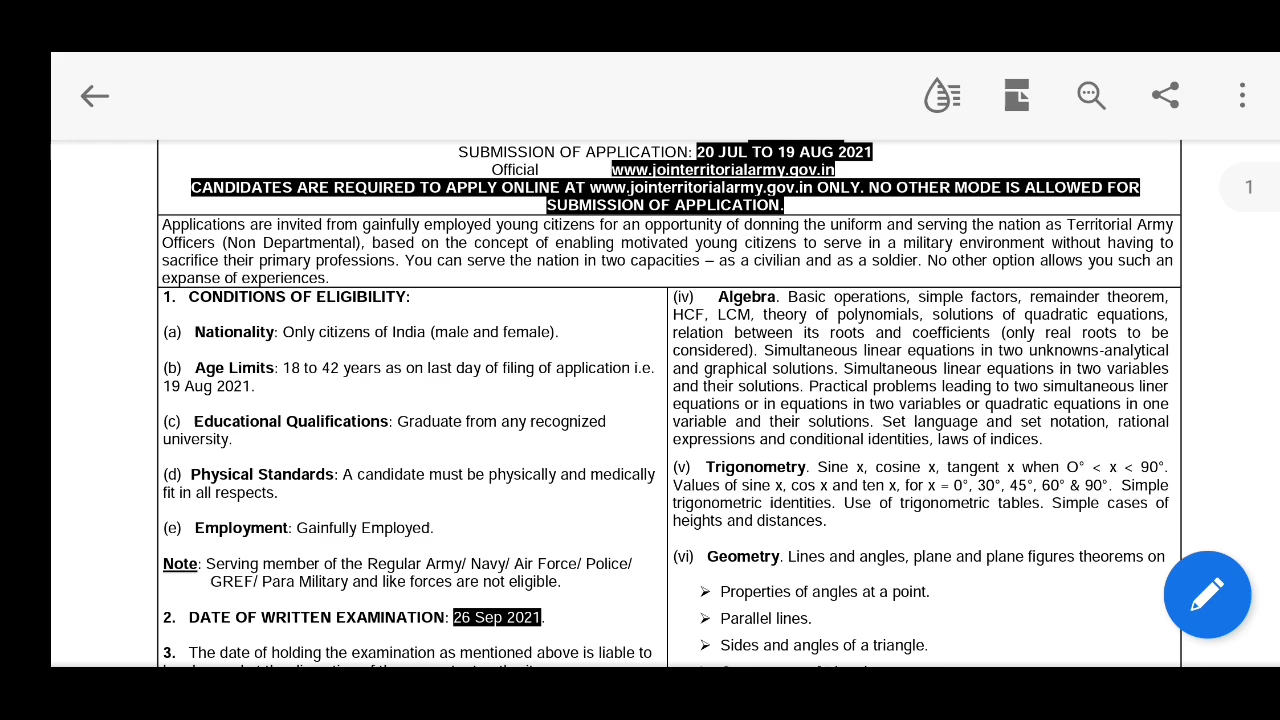 SUBMISSION OF APPLICATION: 20 JUL TO 19 AUG 2021
Official www.jointerritorialarmy.gov.in
CANDIDATES ARE REQUIRED TO APPLY ONLINE AT www.jointerritorialarmy.gov.in ONLY. NO OTHER MODE IS ALLOWED FOR
SUBMISSION OF APPLICATION.
1
Applications are invited from gainfully employed young citizens for an opportunity of donning the uniform and serving the nation as Territorial Army
Officers (Non Departmental), based on the concept of enabling motivated young citizens to serve in a military environment without having to
sacrifice their primary professions. You can serve the nation in two capacities – as a civilian and as a soldier. No other option allows you such an
expanse of experiences.
1. CONDITIONS OF ELIGIBILITY:
(a) Nationality: Only citizens of India (male and female).
(b) Age Limits: 18 to 42 years as on last day of filing of application i.e.
19 Aug 2021.
(c) Educational Qualifications: Graduate from any recognized
university.
(d) Physical Standards: A candidate must be physically and medically
fit in all respects.
(e) Employment: Gainfully Employed.
Note: Serving member of the Regular Army/ Navy/ Air Force/ Police/
GREF/ Para Military and like forces are not eligible.
2. DATE OF WRITTEN EXAMINATION: 26 Sep 2021.
3. The date of holding the examination as mentioned above is liable to
(iv) Algebra. Basic operations, simple factors, remainder theorem,
HCF, LCM, theory of polynomials, solutions of quadratic equations,
relation between its roots and coefficients (only real roots to be
considered). Simultaneous linear equations in two unknowns-analytical
and graphical solutions. Simultaneous linear equations in two variables
and their solutions. Practical problems leading to two simultaneous liner
equations or in equations in two variables or quadratic equations in one
variable and their solutions. Set language and set notation, rational
expressions and conditional identities, laws of indices.
(v) Trigonometry. Sine x, cosine x, tangent x when O° < x < 90°.
Values of sine x, cos x and ten x, for x = 0°, 30°, 45°, 60° & 90°. Simple
trigonometric identities. Use of trigonometric tables. Simple cases of
heights and distances.
(vi) Geometry. Lines and angles, plane and plane figures theorems on
➢ Properties of angles at a point.
➢ Parallel lines.
➢ Sides and angles of a triangle.